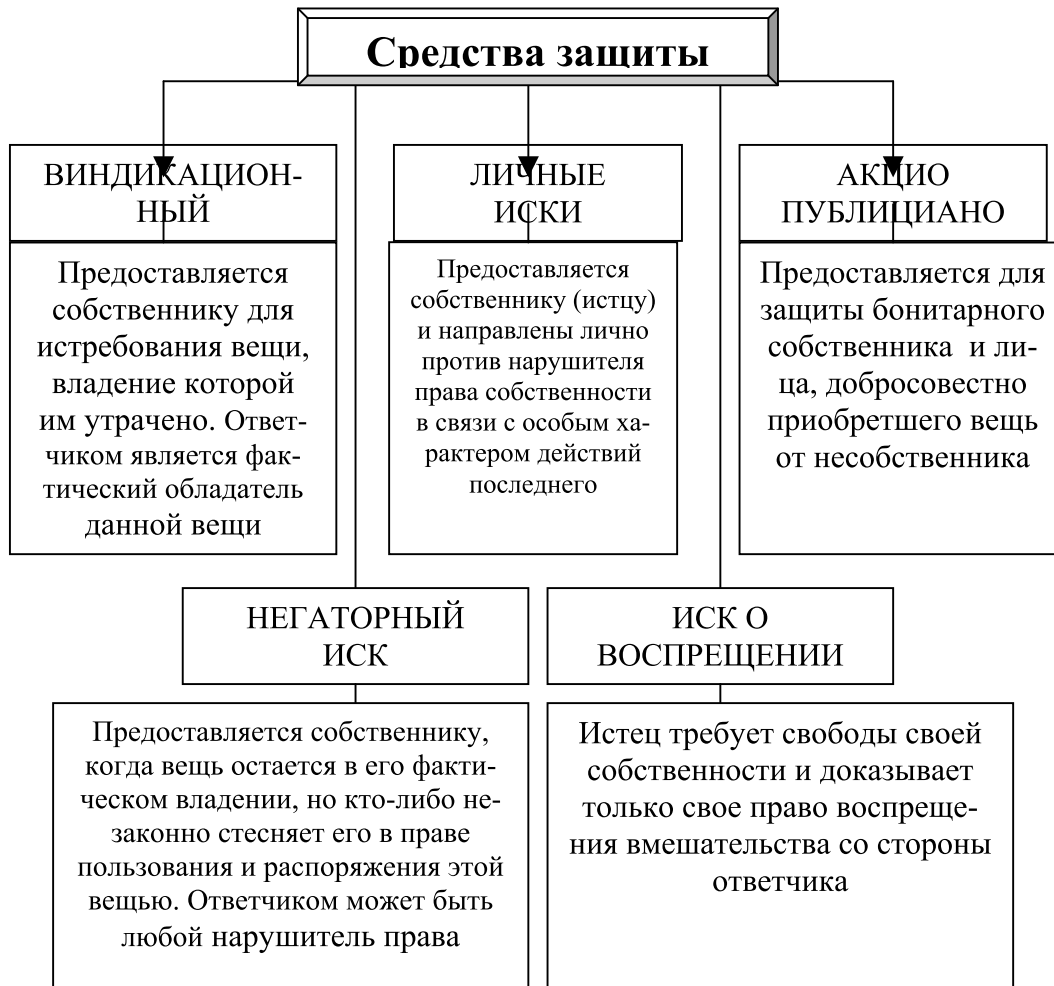 Средства защиты
ВИНДИКАЦИОН-
НЫЙ
Предоставляется
собственнику для
истребования вещи,
владение которой
им утрачено. Ответ-
чиком является фак-
тический обладатель
данной вещи
ЛИЧНЫЕ
ИСКИ
Предоставляется
собственнику (истцу)
и направлены лично
против нарушителя
права собственности
в связи с особым ха-
рактером действий
последнего
АКЦИО
ПУБЛИЦИАНО
Предоставляется для
защиты бонитарного
собственника и ли-
ца, добросовестно
приобретшего вещь
от несобственника
НЕГАТОРНЫЙ
ИСК
Предоставляется собственнику,
когда вещь остается в его факти-
ческом владении, но кто-либо не-
законно стесняет его в праве
пользования и распоряжения этой
вещью. Ответчиком может быть
любой нарушитель права
ИСК О
ВОСПРЕЩЕНИИ
Истец требует свободы своей
собственности и доказывает
только свое право воспреще-
ния вмешательства со стороны
ответчика